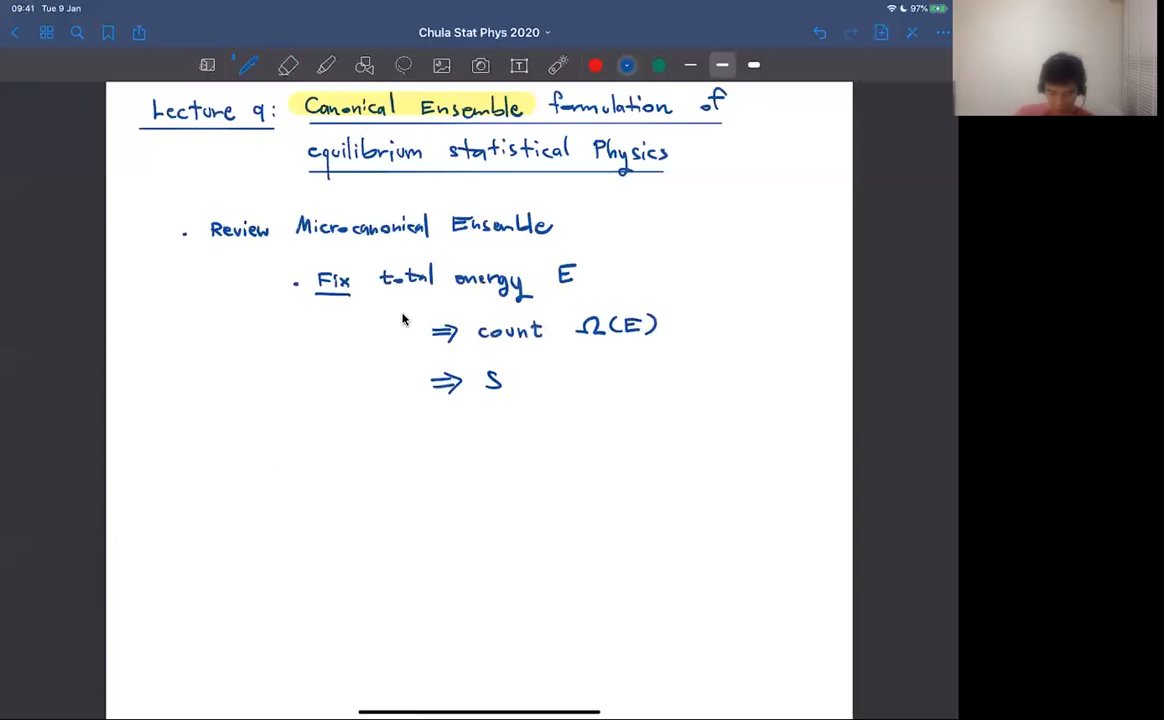 09:41 Tue 9 Jan
97%
Chula Stat Phys 2020
Lecture 9: Canonical Ensemble formulation of
equilibrium statistical Physics
. Review Microcanonical Ensemble
. Fix total energy E
⇒ count Ω(E)
⇒ S